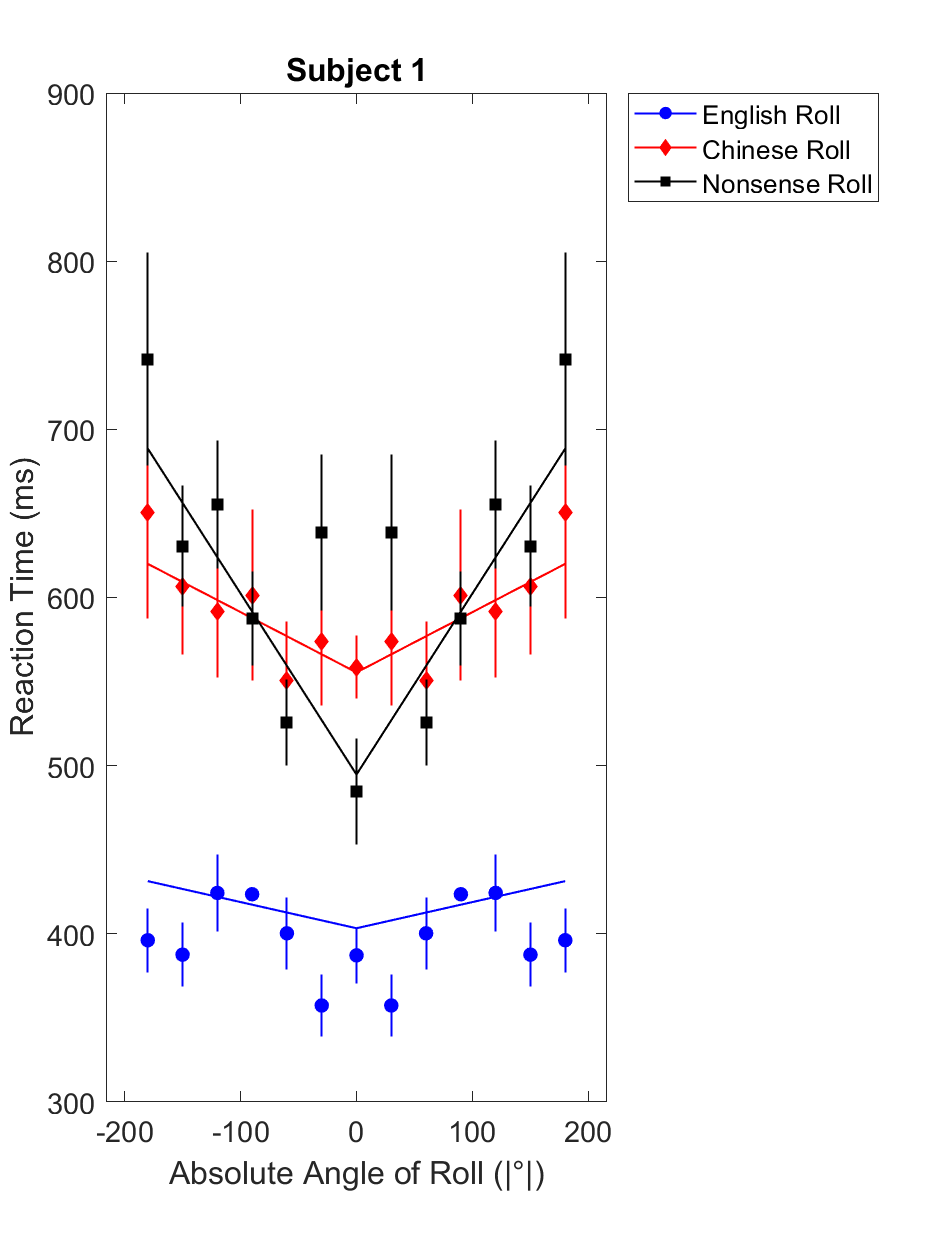 Subject 1
900
800
700
600
500
400
300
Reaction Time (ms)
-200 -100 0 100 200
Absolute Angle of Roll (|°|)
English Roll
Chinese Roll
Nonsense Roll